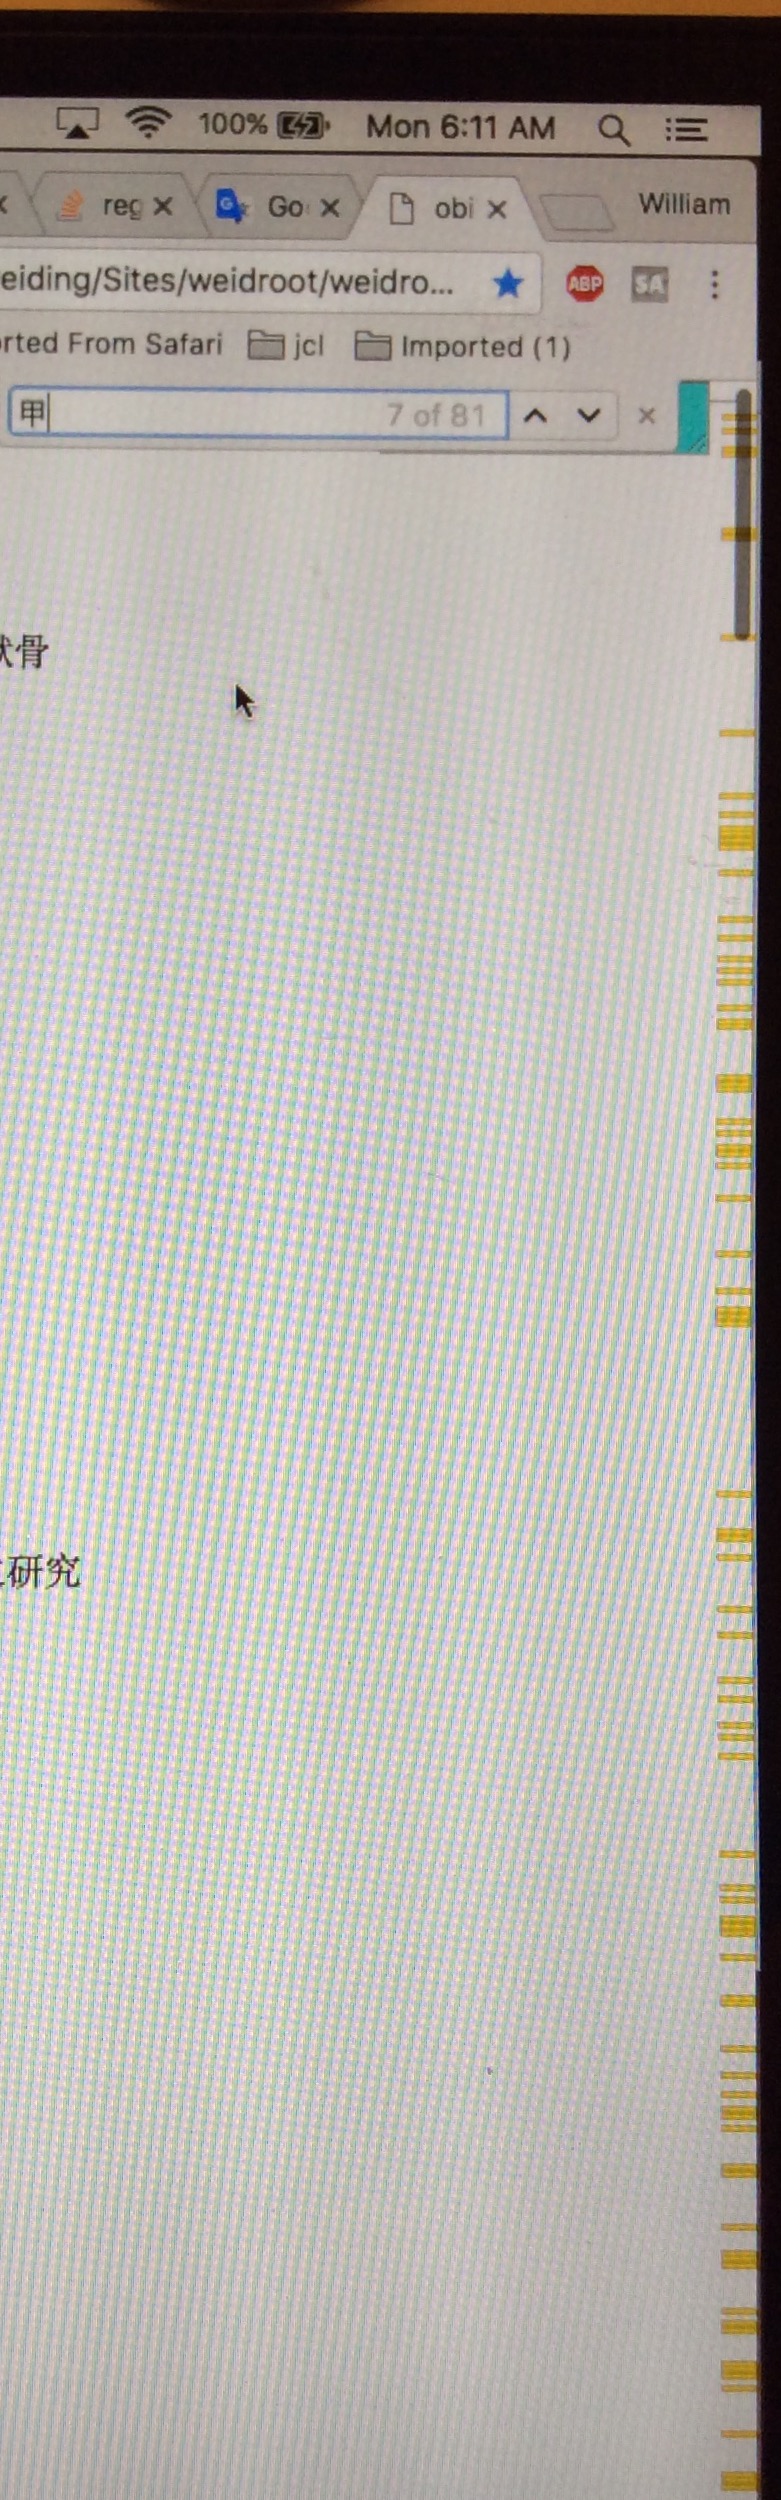 100% Mon 6:11 AM
reg Go obi William
eiding/Sites/weidroot/weidro... ABP SA
rted From Safari jcl Imported (1)
甲 7 of 81
骨
研究